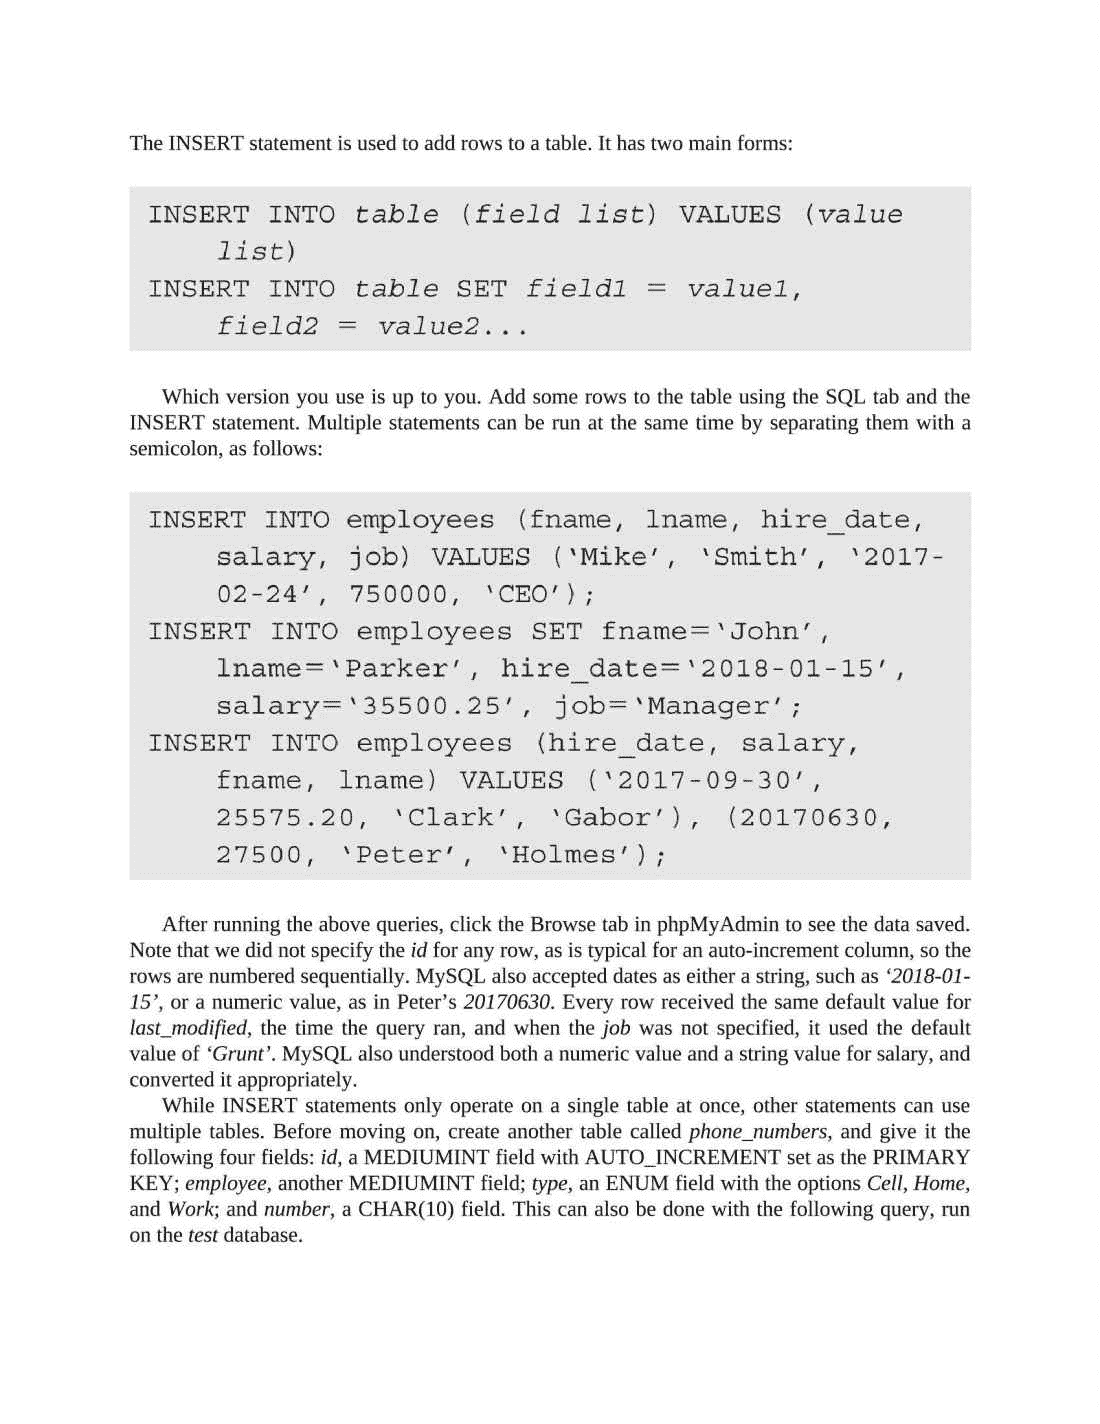 The INSERT statement is used to add rows to a table. It has two main forms:
INSERT INTO table (field list) VALUES (value
list)
INSERT INTO table SET field1 = value1,
field2 = value2...
Which version you use is up to you. Add some rows to the table using the SQL tab and the
INSERT statement. Multiple statements can be run at the same time by separating them with a
semicolon, as follows:
INSERT INTO employees (fname, lname, hire_date,
salary, job) VALUES (‘Mike’, ‘Smith’, ‘2017-
02-24’, 750000, ‘CEO’);
INSERT INTO employees SET fname=‘John’,
lname=‘Parker’, hire_date=‘2018-01-15’,
salary=‘35500.25’, job=‘Manager’;
INSERT INTO employees (hire_date, salary,
fname, lname) VALUES (‘2017-09-30’,
25575.20, ‘Clark’, ‘Gabor’), (20170630,
27500, ‘Peter’, ‘Holmes’);
After running the above queries, click the Browse tab in phpMyAdmin to see the data saved.
Note that we did not specify the id for any row, as is typical for an auto-increment column, so the
rows are numbered sequentially. MySQL also accepted dates as either a string, such as ‘2018-01-
15’, or a numeric value, as in Peter’s 20170630. Every row received the same default value for
last_modified, the time the query ran, and when the job was not specified, it used the default
value of ‘Grunt’. MySQL also understood both a numeric value and a string value for salary, and
converted it appropriately.
While INSERT statements only operate on a single table at once, other statements can use
multiple tables. Before moving on, create another table called phone_numbers, and give it the
following four fields: id, a MEDIUMINT field with AUTO_INCREMENT set as the PRIMARY
KEY; employee, another MEDIUMINT field; type, an ENUM field with the options Cell, Home,
and Work; and number, a CHAR(10) field. This can also be done with the following query, run
on the test database.